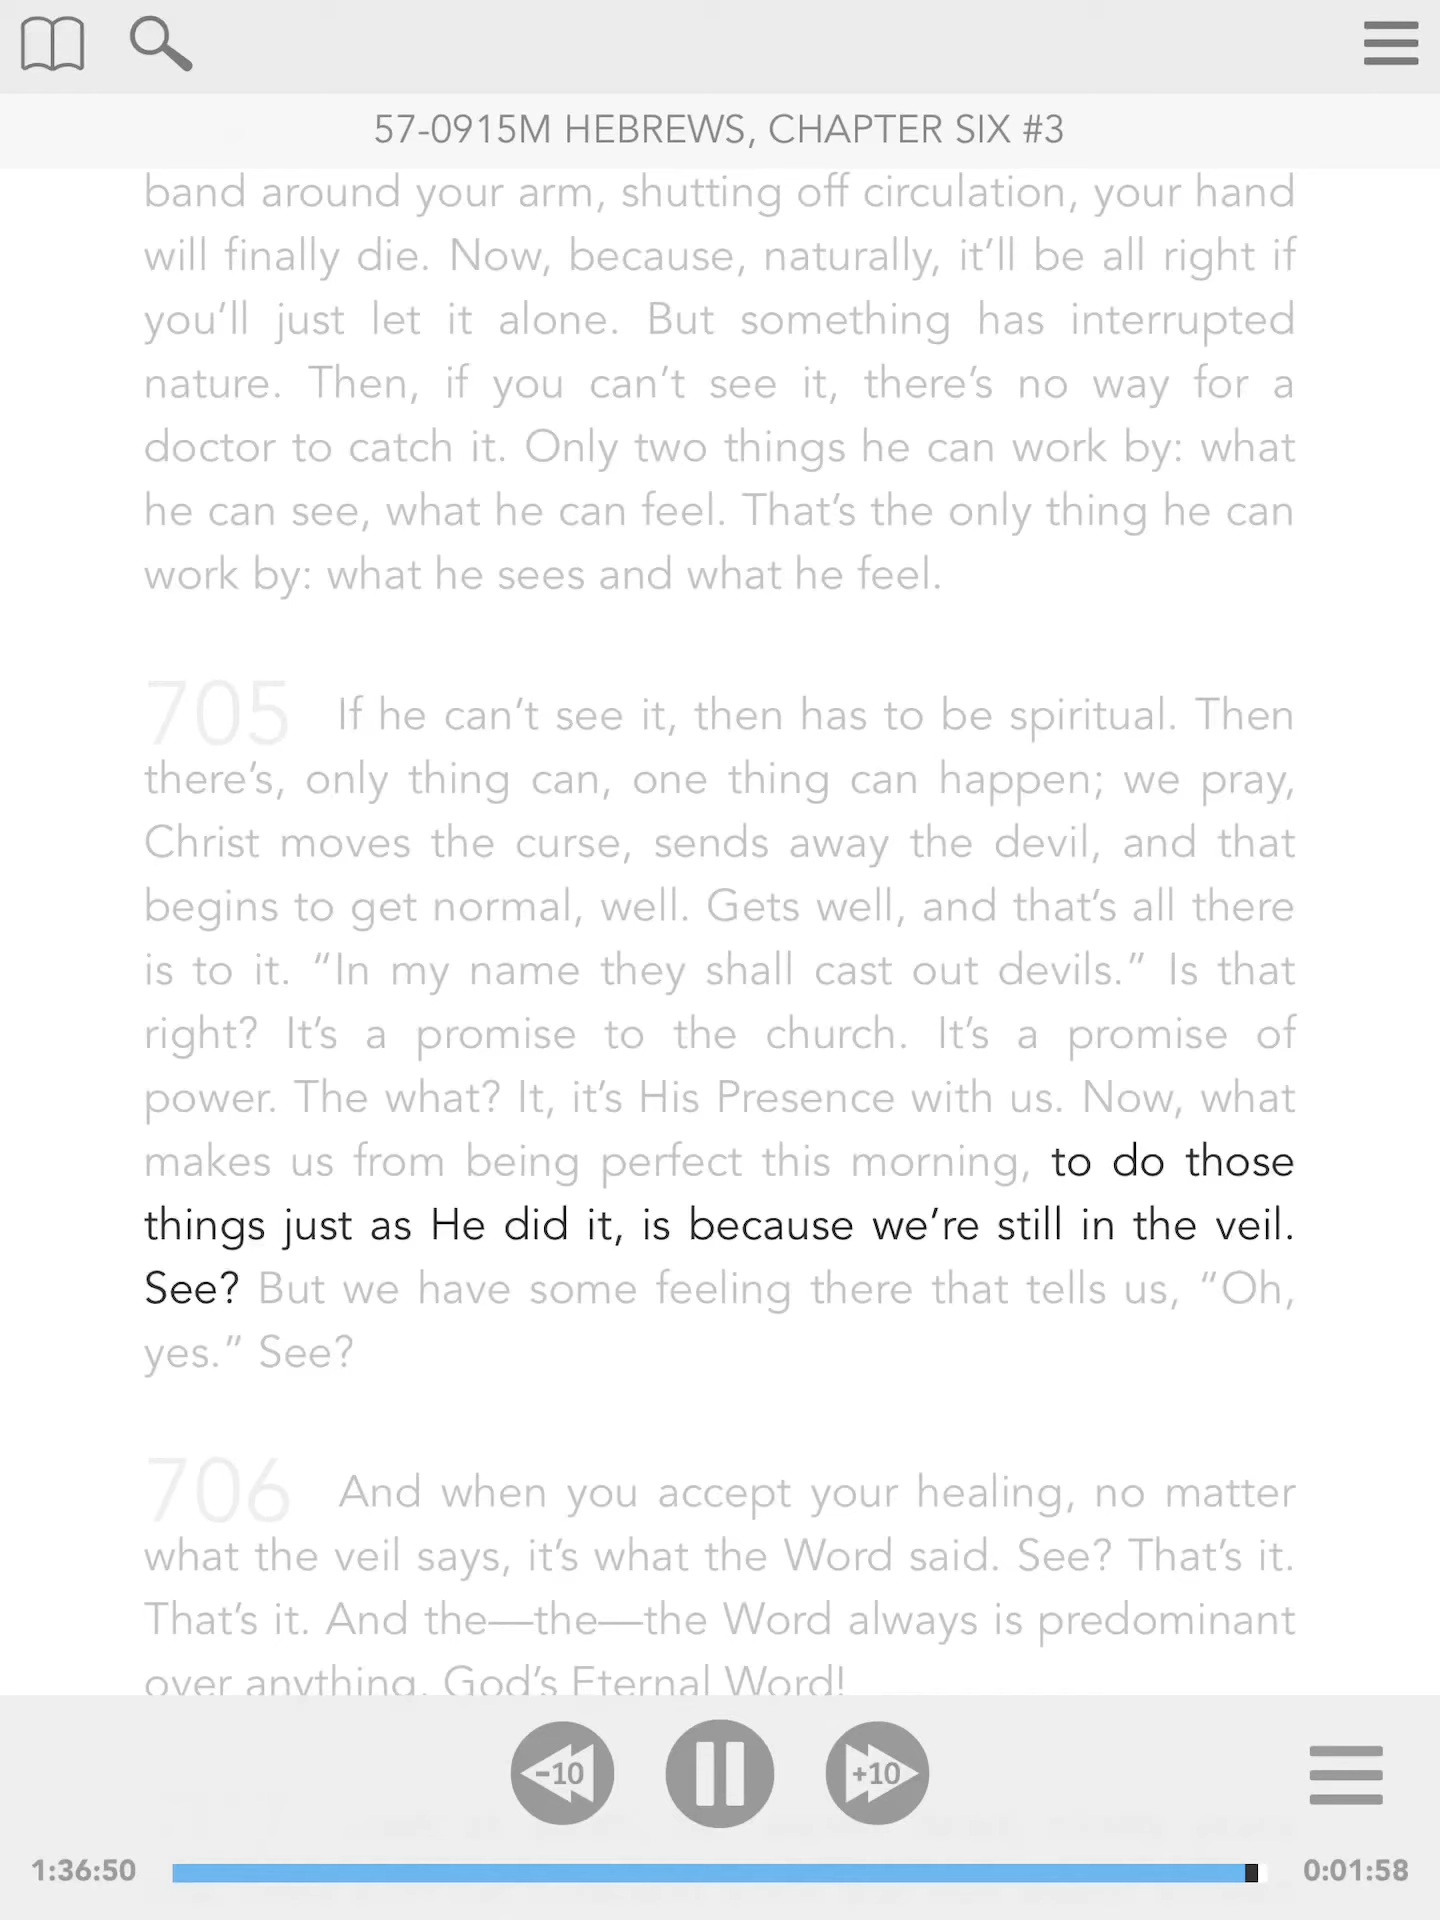 57-0915M HEBREWS, CHAPTER SIX #3
band around your arm, shutting off circulation, your hand
will finally die. Now, because, naturally, it’ll be all right if
you’ll just let it alone. But something has interrupted
nature. Then, if you can’t see it, there’s no way for a
doctor to catch it. Only two things he can work by: what
he can see, what he can feel. That’s the only thing he can
work by: what he sees and what he feel.
705 If he can’t see it, then has to be spiritual. Then
there’s, only thing can, one thing can happen; we pray,
Christ moves the curse, sends away the devil, and that
begins to get normal, well. Gets well, and that’s all there
is to it. “In my name they shall cast out devils.” Is that
right? It’s a promise to the church. It’s a promise of
power. The what? It, it’s His Presence with us. Now, what
makes us from being perfect this morning, to do those
things just as He did it, is because we’re still in the veil.
See? But we have some feeling there that tells us, “Oh,
yes.” See?
706 And when you accept your healing, no matter
what the veil says, it’s what the Word said. See? That’s it.
That’s it. And the—the—the Word always is predominant
over anything. God’s Eternal Word!
-10 +10
1:36:50 0:01:58